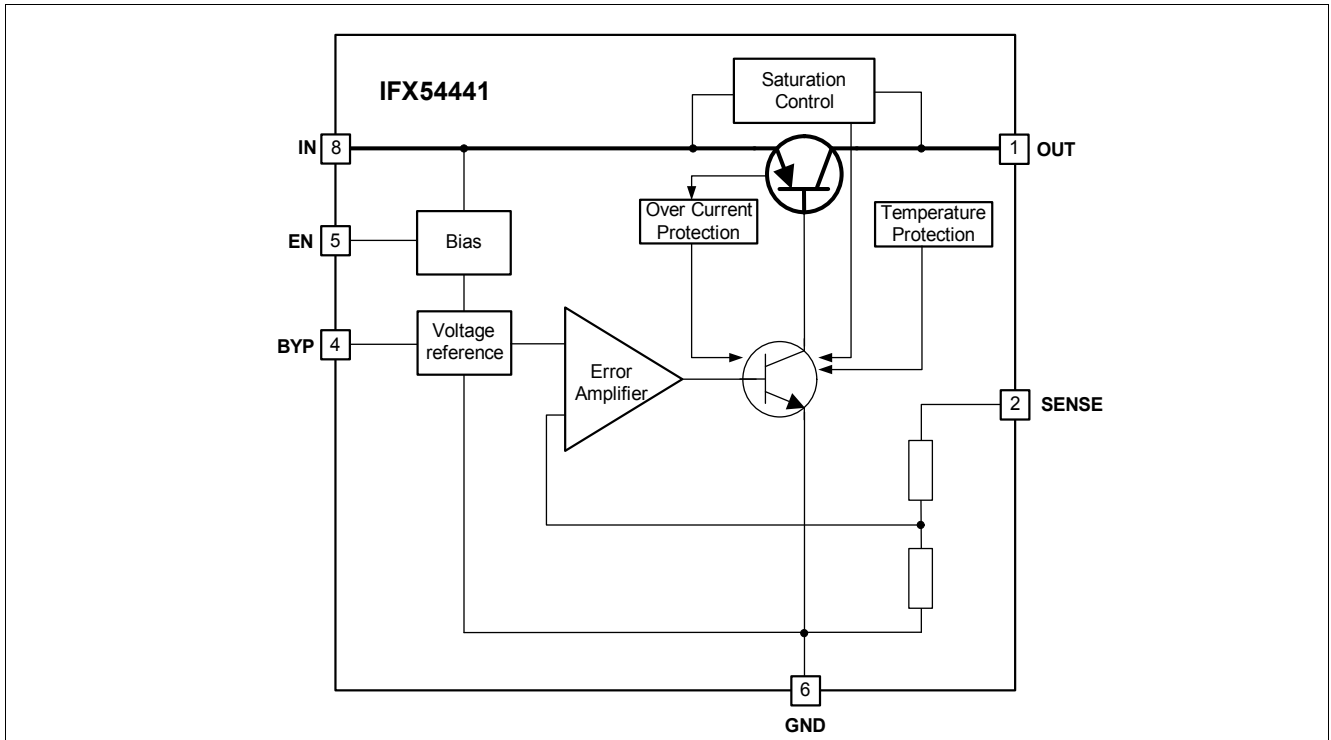 IFX54441
Saturation
Control
IN 8
1 OUT
Over Current
Protection
Temperature
Protection
EN 5
Bias
BYP 4
Voltage
reference
Error
Amplifier
2 SENSE
6
GND